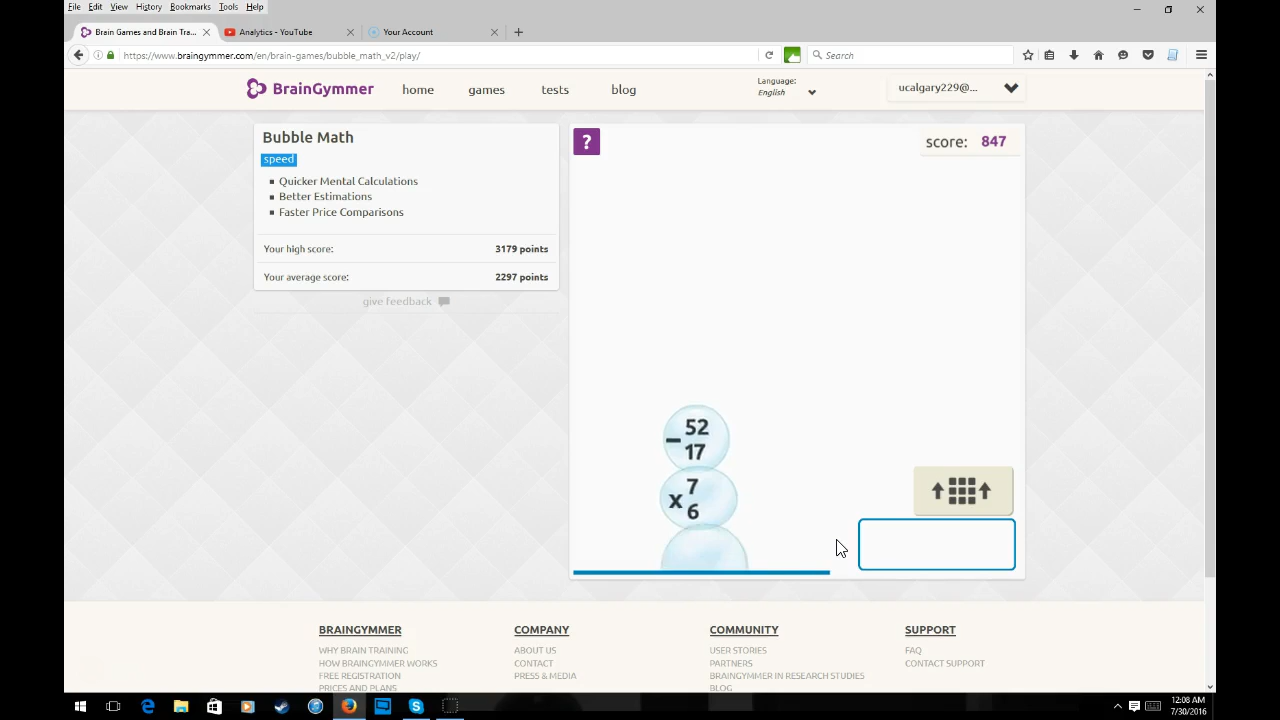 File Edit View History Bookmarks Tools Help
Brain Games and Brain Tra...
Analytics - YouTube
Your Account
https://www.braingymmer.com/en/brain-games/bubble_math_v2/play/
Search
BrainGymmer
home
games
tests
blog
Language:
English
ucalgary229@...
Bubble Math
speed
Quicker Mental Calculations
Better Estimations
Faster Price Comparisons
Your high score: 3179 points
Your average score: 2297 points
give feedback
?
score: 847
52
– 17
7
x 6
BRAINGYMMER
WHY BRAIN TRAINING
HOW BRAINGYMMER WORKS
FREE REGISTRATION
PRICES AND PLANS
COMPANY
ABOUT US
CONTACT
PRESS & MEDIA
COMMUNITY
USER STORIES
PARTNERS
BRAINGYMMER IN RESEARCH STUDIES
BLOG
SUPPORT
FAQ
CONTACT SUPPORT
12:08 AM
7/30/2016